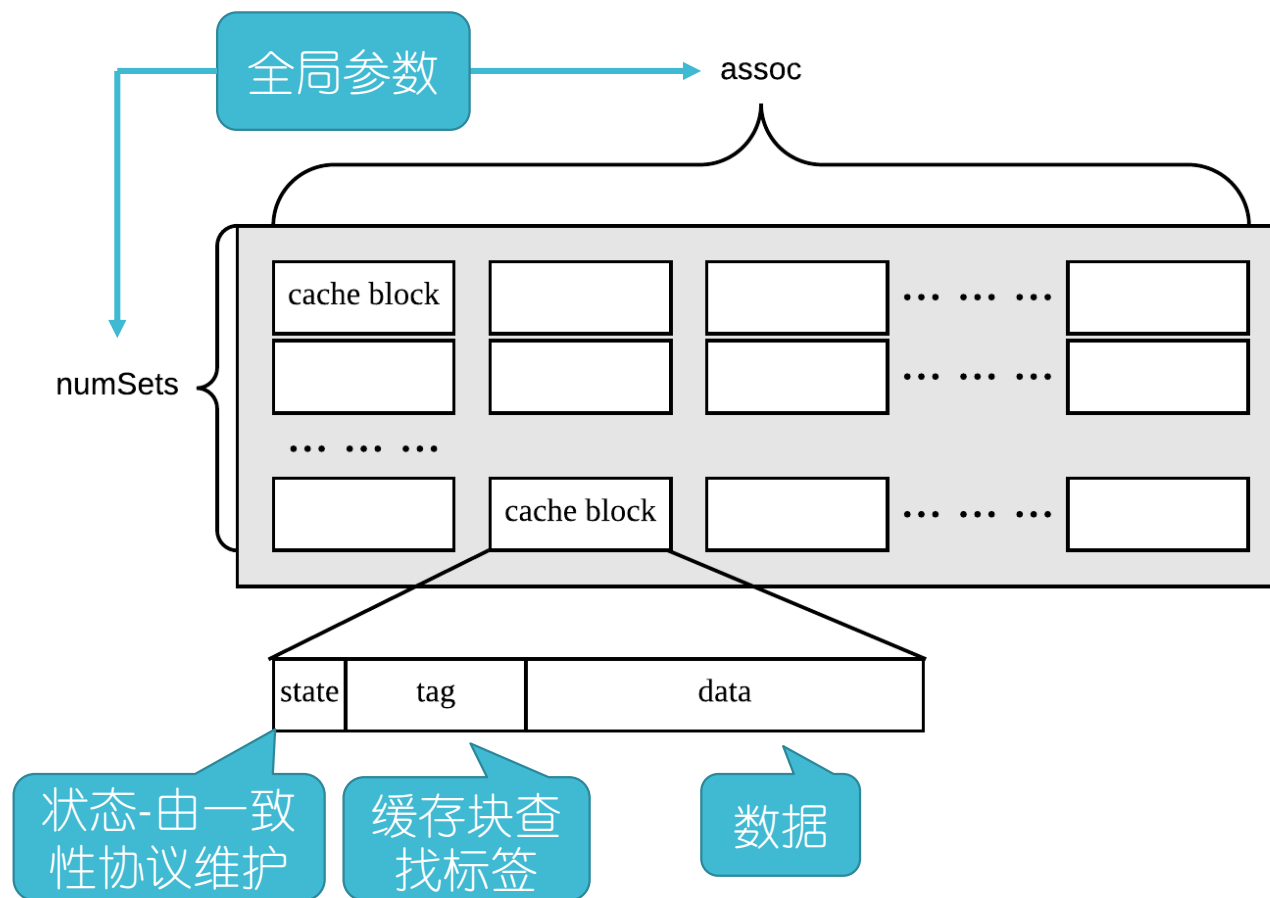 全局参数
assoc
cache block
… … …
… … …
numSets
… … …
cache block
… … …
state
tag
data
状态-由一致
性协议维护
缓存块查
找标签
数据